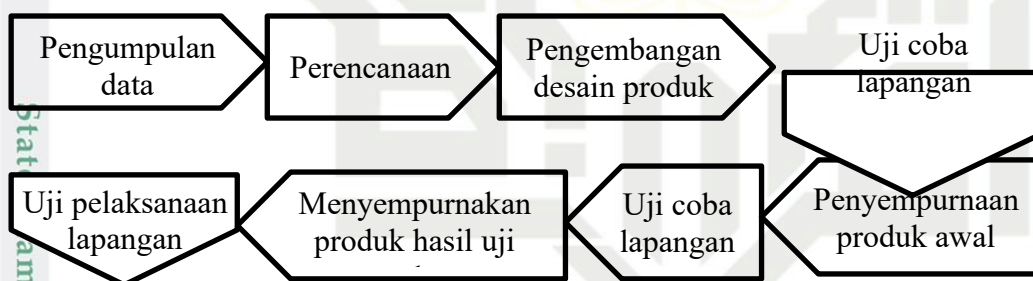 Pengumpulan
data
Perencanaan
Pengembangan
desain produk
Uji coba
lapangan
Penyempurnaan
produk awal
Uji coba
lapangan
Menyempurnakan
produk hasil uji
Uji pelaksanaan
lapangan